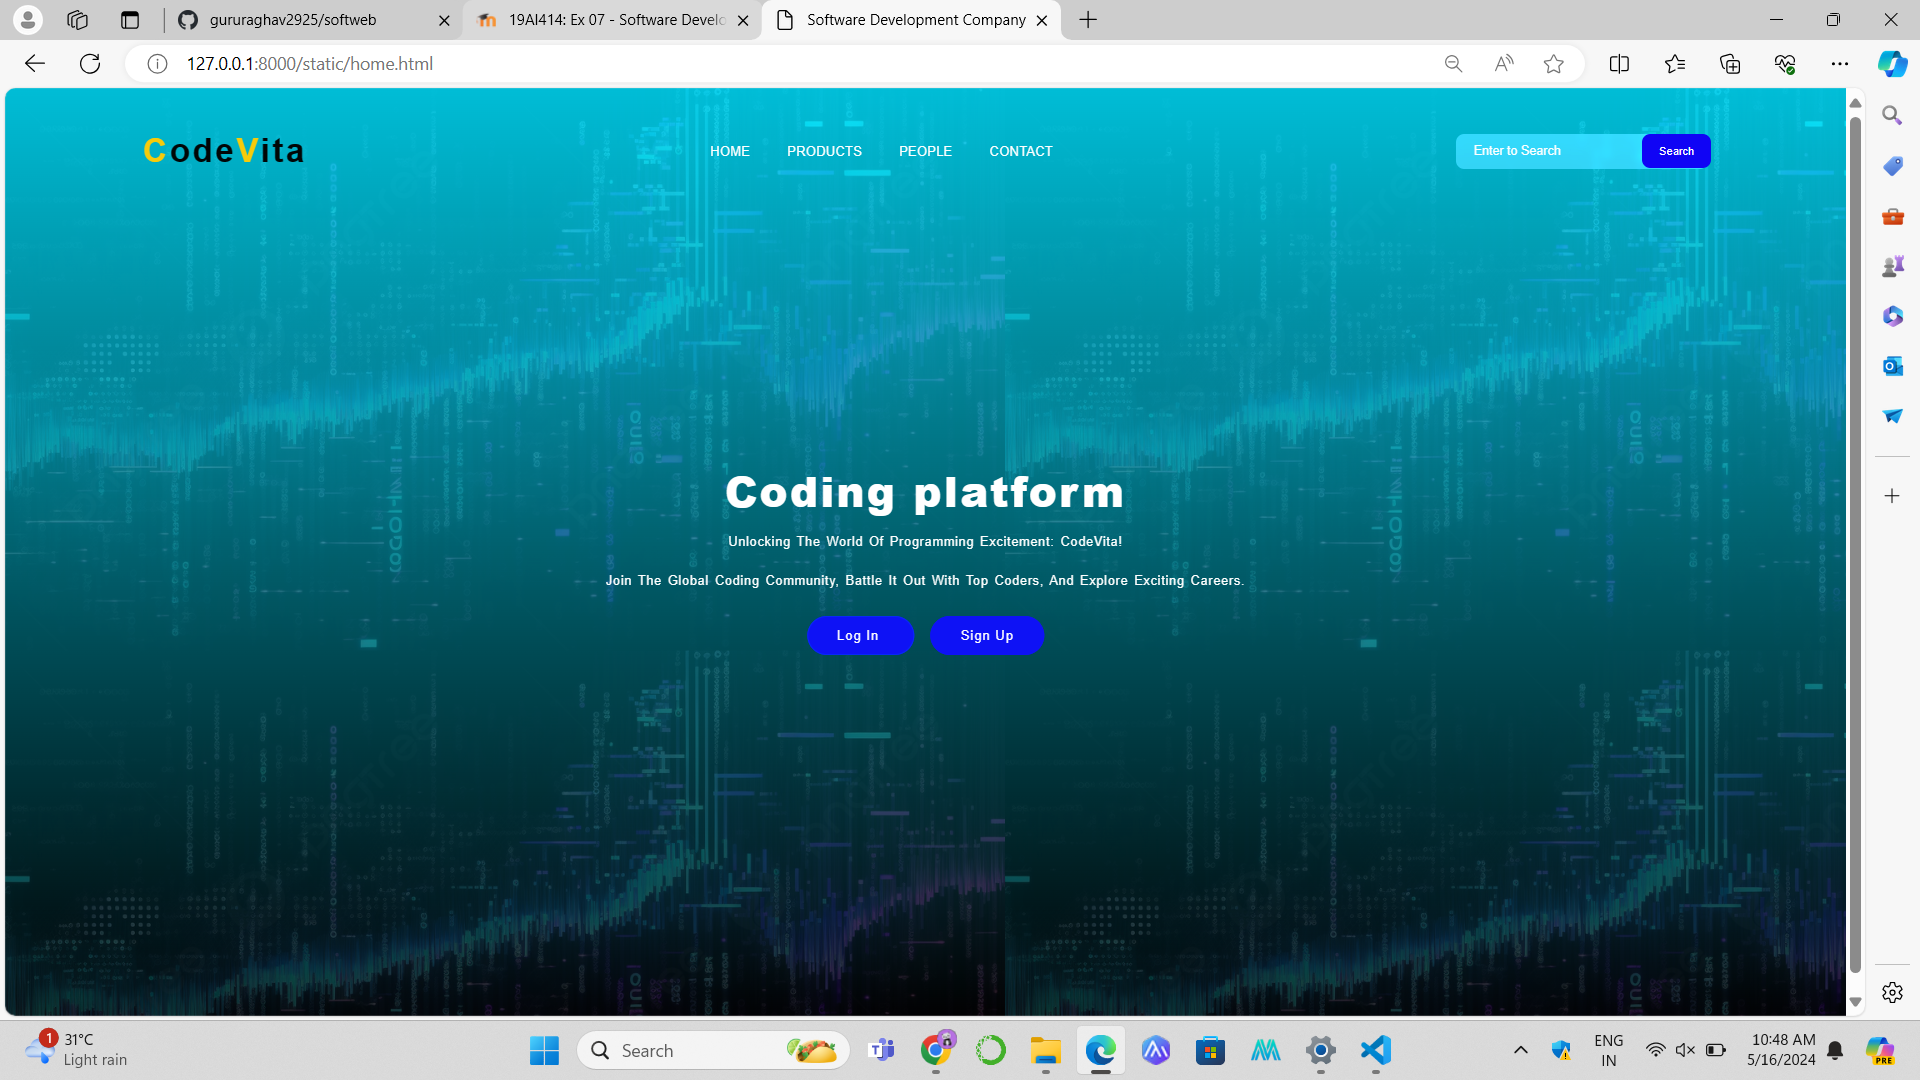 gururaghav2925/softweb
19AI414: Ex 07 - Software Develo
Software Development Company
127.0.0.1:8000/static/home.html
CodeVita
HOME PRODUCTS PEOPLE CONTACT
Enter to Search
Search
Coding platform
Unlocking The World Of Programming Excitement: CodeVita!
Join The Global Coding Community, Battle It Out With Top Coders, And Explore Exciting Careers.
Log In
Sign Up
1
31°C
Light rain
Search
ENG
IN
10:48 AM
5/16/2024
PRE